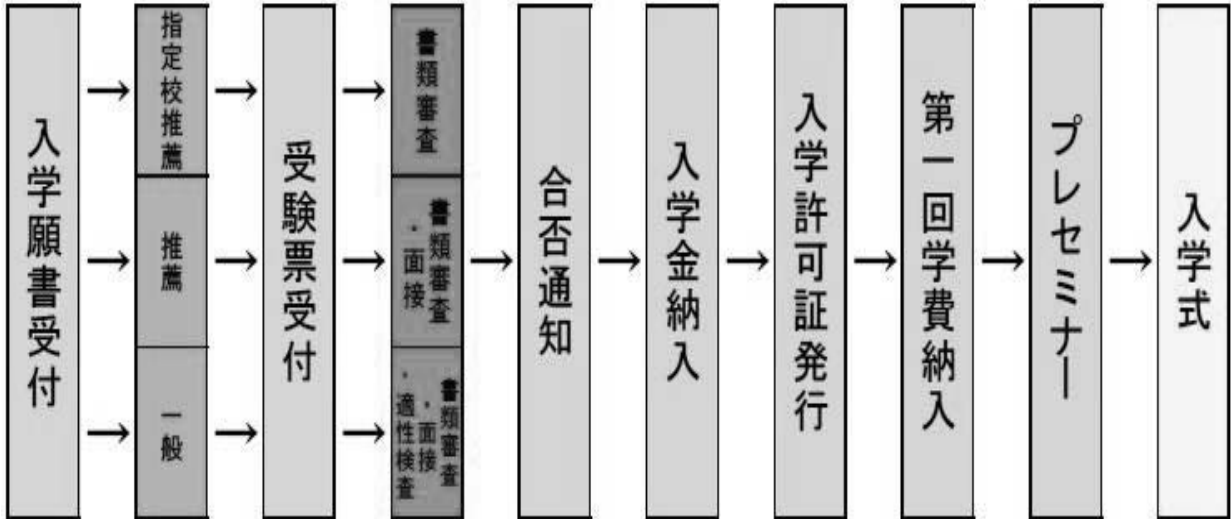 入学願書受付
指定校推薦
推薦
一般
受験票受付
書類審査
書類審査
・面接
書類審査
・面接
・適性検査
合否通知
入学金納入
入学許可証発行
第一回学費納入
プレセミナー
入学式